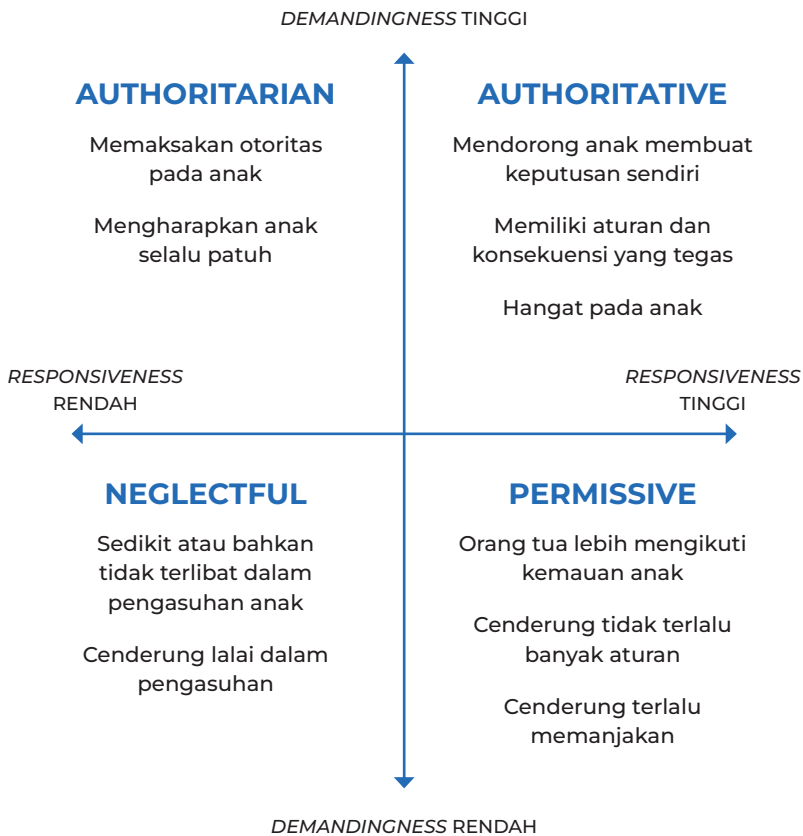 DEMANDINGNESS TINGGI
AUTHORITARIAN
Memaksakan otoritas
pada anak
Mengharapkan anak
selalu patuh
AUTHORITATIVE
Mendorong anak membuat
keputusan sendiri
Memiliki aturan dan
konsekuensi yang tegas
Hangat pada anak
RESPONSIVENESS
RENDAH
RESPONSIVENESS
TINGGI
NEGLECTFUL
Sedikit atau bahkan
tidak terlibat dalam
pengasuhan anak
Cenderung lalai dalam
pengasuhan
PERMISSIVE
Orang tua lebih mengikuti
kemauan anak
Cenderung tidak terlalu
banyak aturan
Cenderung terlalu
memanjakan
DEMANDINGNESS RENDAH